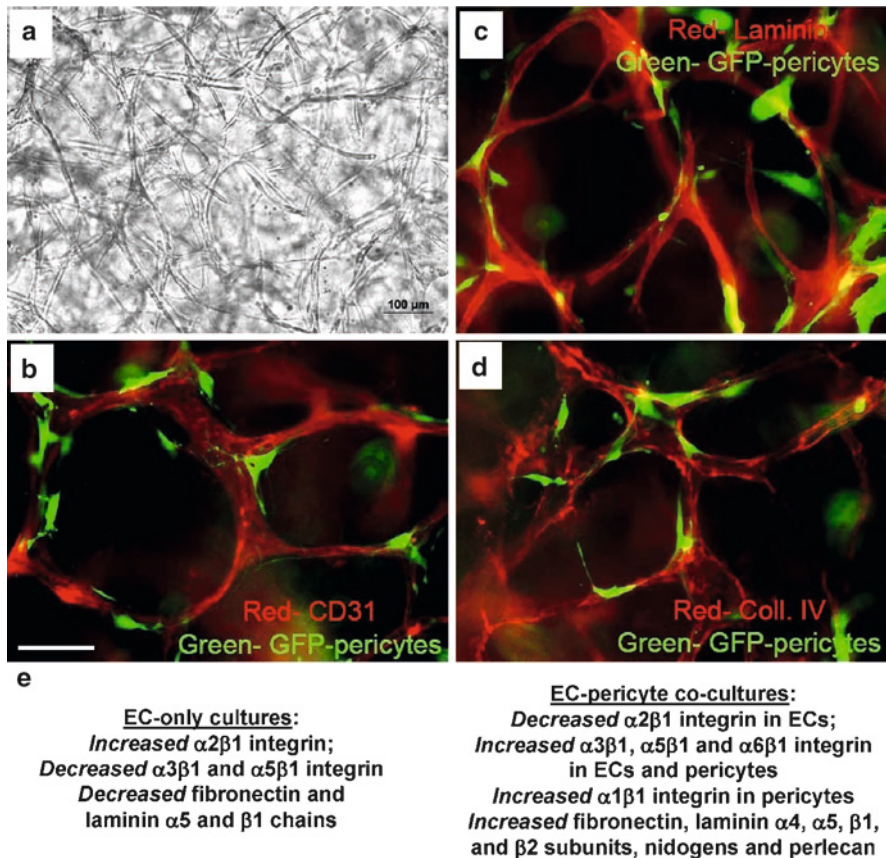 a
100 μm
c
Red- Laminin
Green- GFP-pericytes
b
Red- CD31
Green- GFP-pericytes
d
Red- Coll. IV
Green- GFP-pericytes
e
EC-only cultures:
Increased α2β1 integrin;
Decreased α3β1 and α5β1 integrin
Decreased fibronectin and
laminin α5 and β1 chains
EC-pericyte co-cultures:
Decreased α2β1 integrin in ECs;
Increased α3β1, α5β1 and α6β1 integrin
in ECs and pericytes
Increased α1β1 integrin in pericytes
Increased fibronectin, laminin α4, α5, β1,
and β2 subunits, nidogens and perlecan